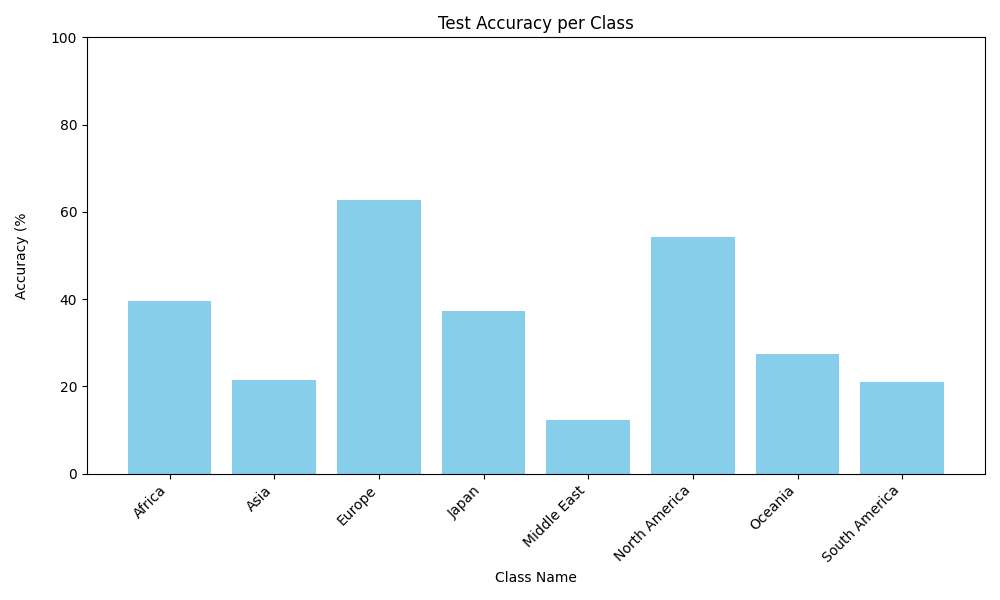 Test Accuracy per Class
100
80
60
40
20
0
Accuracy (%
Africa
Asia
Europe
Japan
Middle East
North America
Oceania
South America
Class Name